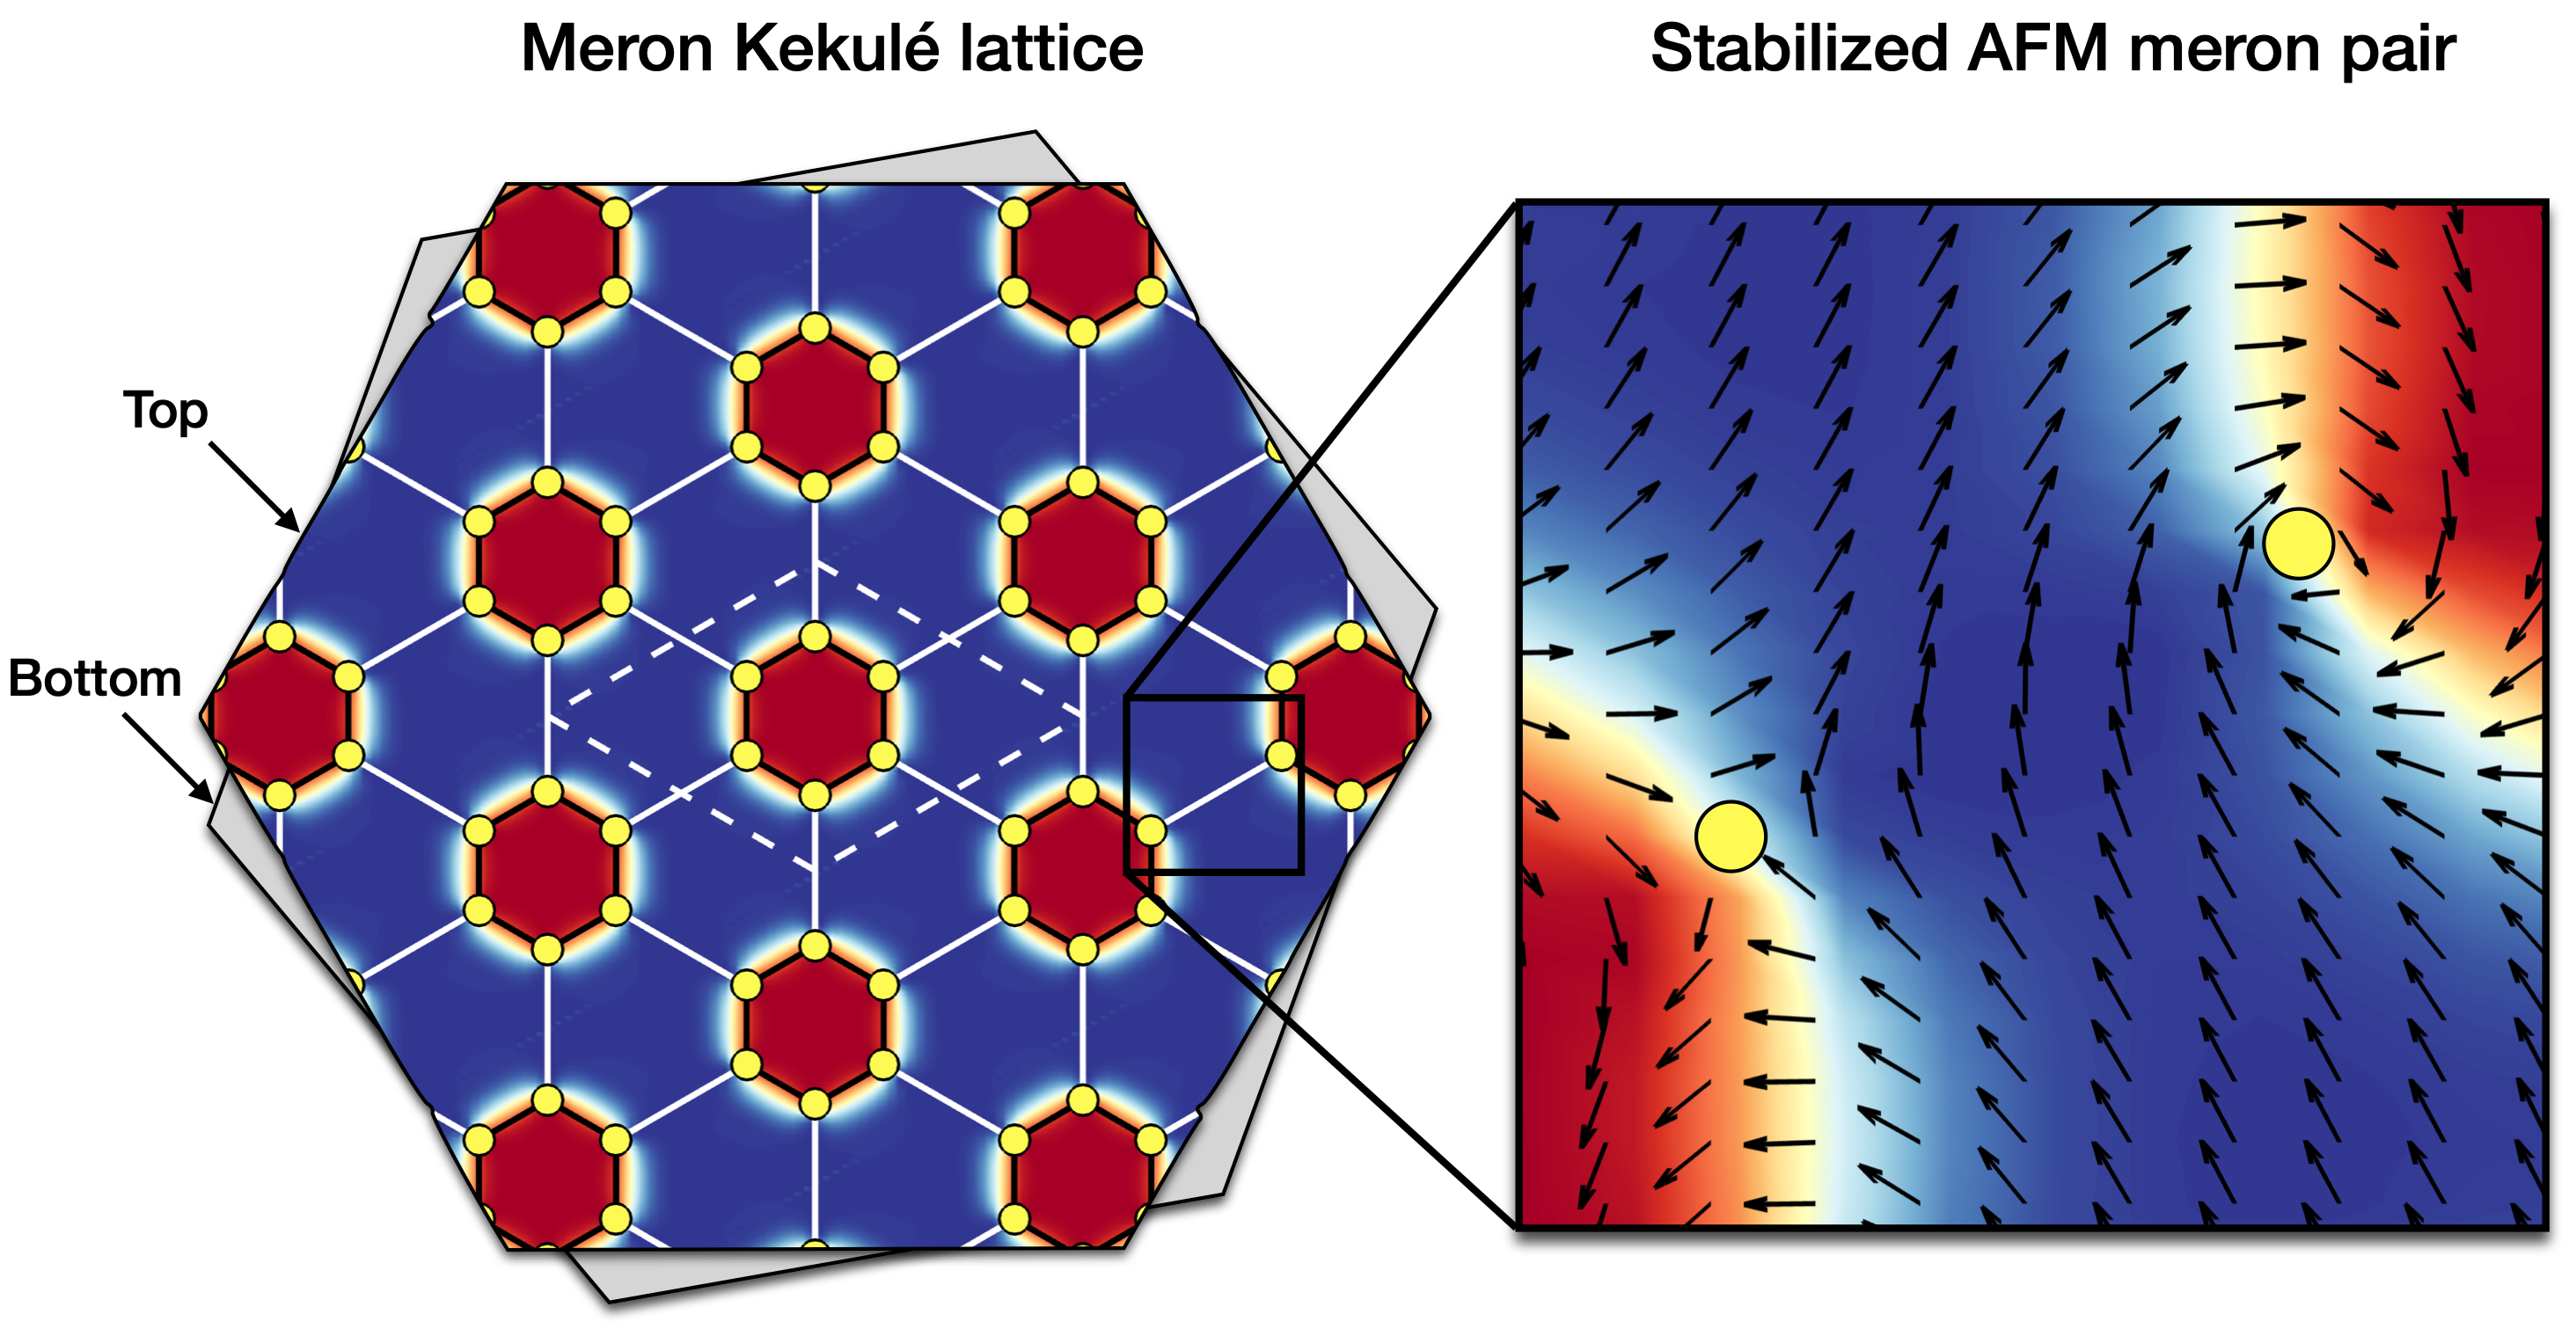 Meron Kekulé lattice
Stabilized AFM meron pair
Top
Bottom